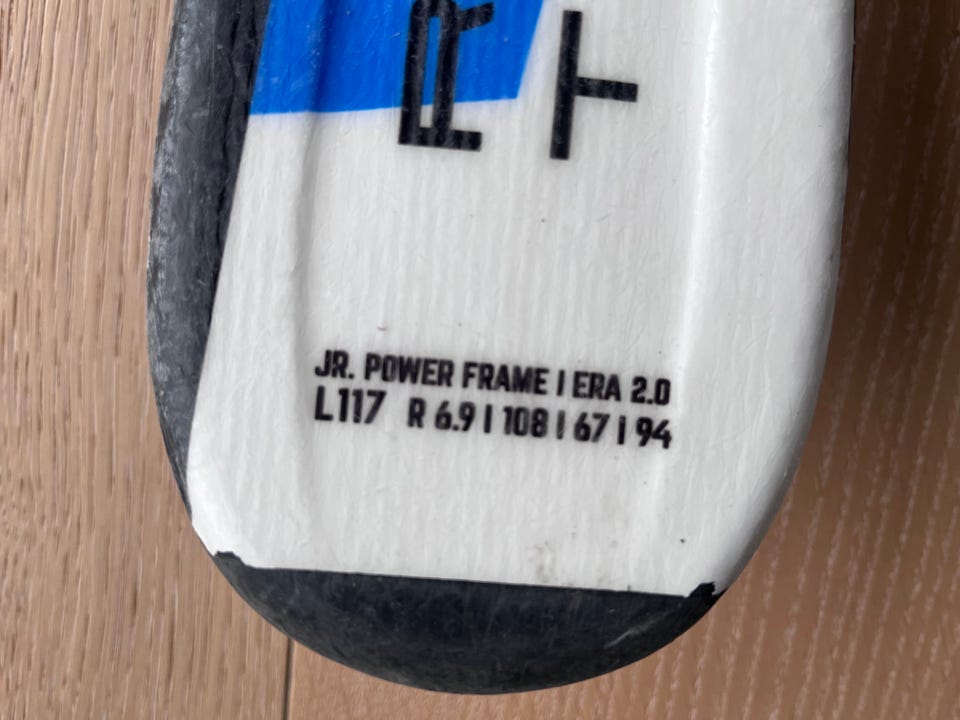 R
T
JR. POWER FRAME | ERA 2.0
L117 R 6.9 | 108 | 67 | 94